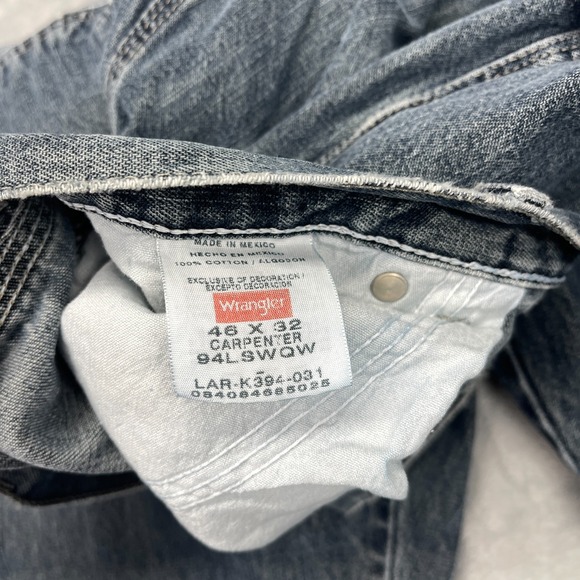 MADE IN MEXICO
HECHO EN MEXICO
100% COTTON / ALGODON
EXCLUSIVE OF DECORATION /
EXCEPTO DECORACION
Wrangler
46 X 32
CARPENTER
94LSWQW
LAR-K394-031
084084685025